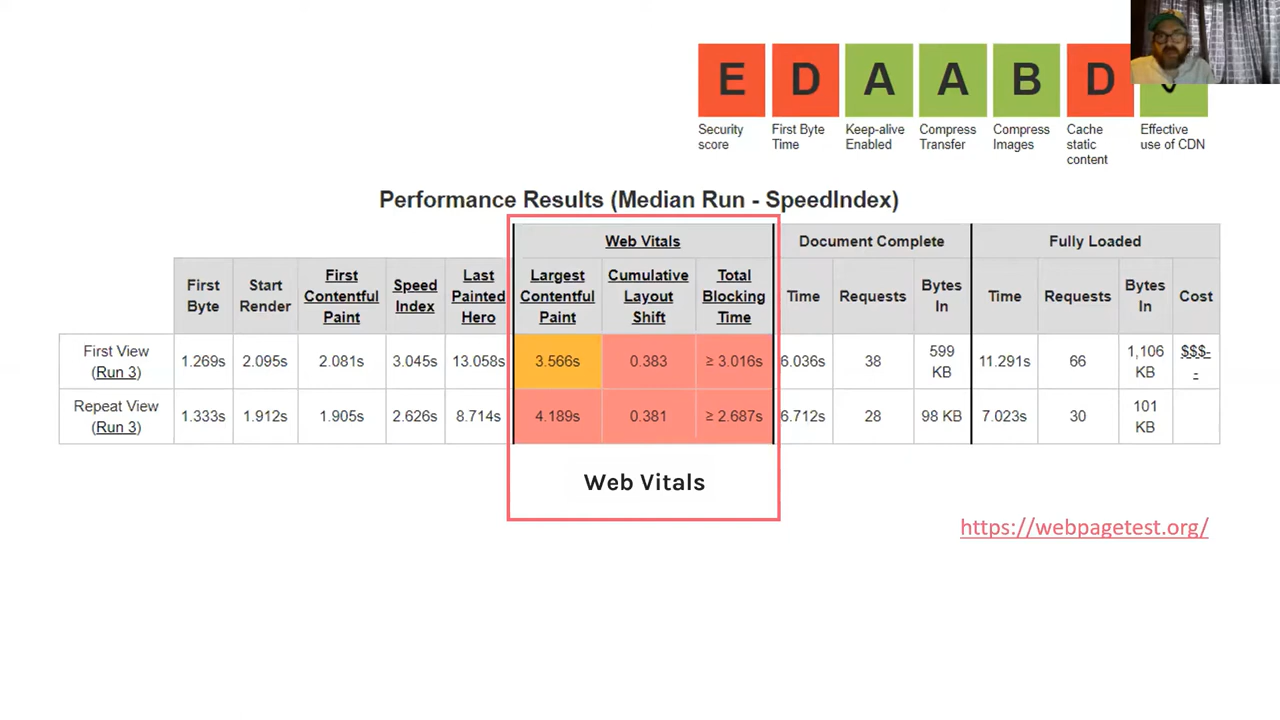 E D A A B D
Security score
First Byte Time
Keep-alive Enabled
Compress Transfer
Compress Images
Cache static content
Effective use of CDN
Performance Results (Median Run - SpeedIndex)
Web Vitals
Document Complete
Fully Loaded
First Byte
Start Render
First Contentful Paint
Speed Index
Last Painted Hero
Largest Contentful Paint
Cumulative Layout Shift
Total Blocking Time
Time
Requests
Bytes In
Time
Requests
Bytes In
Cost
First View (Run 3)
1.269s
2.095s
2.081s
3.045s
13.058s
3.566s
0.383
≥ 3.016s
6.036s
38
599 KB
11.291s
66
1,106 KB
$$$--
Repeat View (Run 3)
1.333s
1.912s
1.905s
2.626s
8.714s
4.189s
0.381
≥ 2.687s
6.712s
28
98 KB
7.023s
30
101 KB
Web Vitals
https://webpagetest.org/